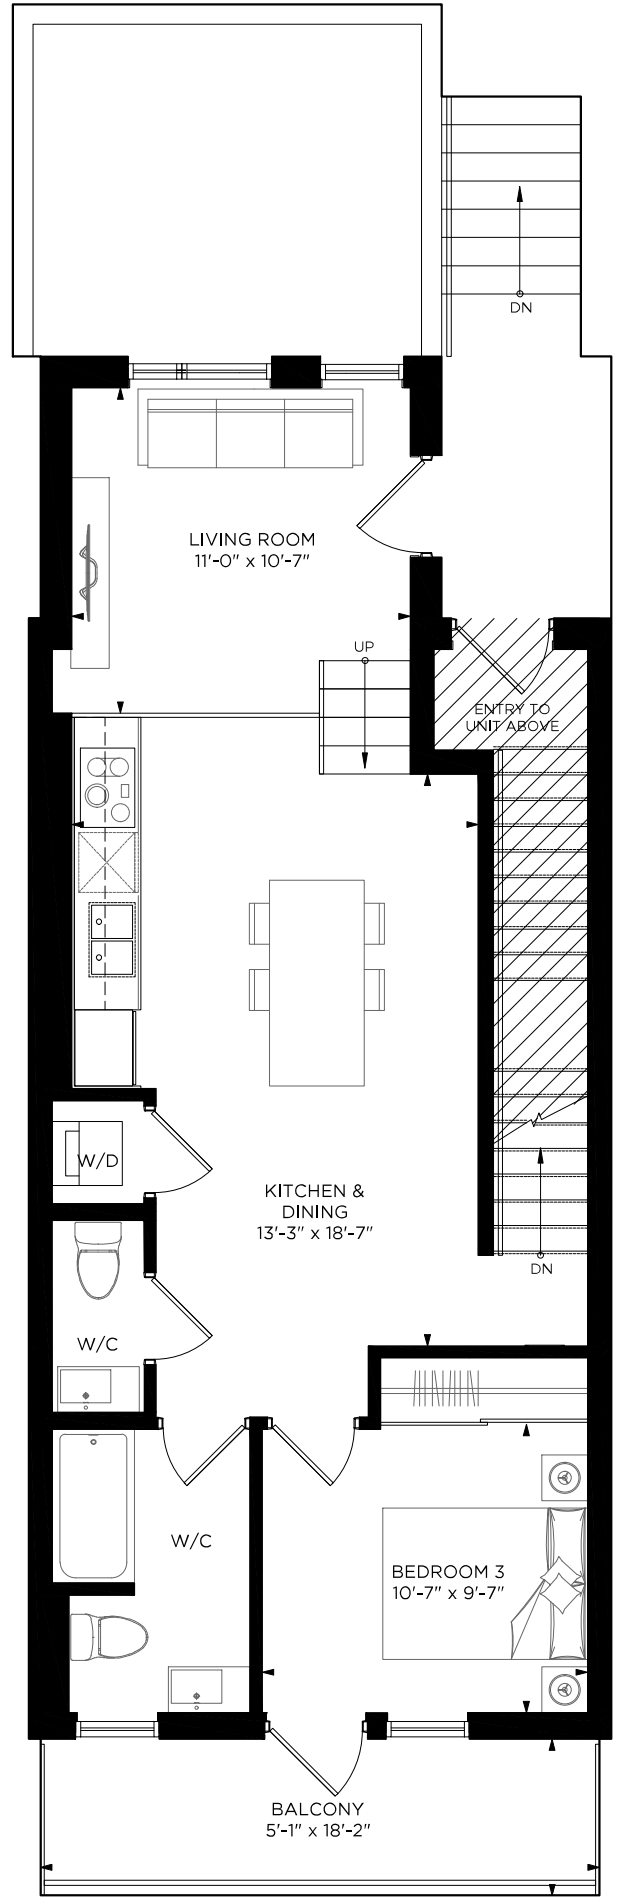 DN
LIVING ROOM
11'-0" x 10'-7"
UP
ENTRY TO
UNIT ABOVE
W/D
KITCHEN &
DINING
13'-3" x 18'-7"
DN
W/C
W/C
BEDROOM 3
10'-7" x 9'-7"
BALCONY
5'-1" x 18'-2"